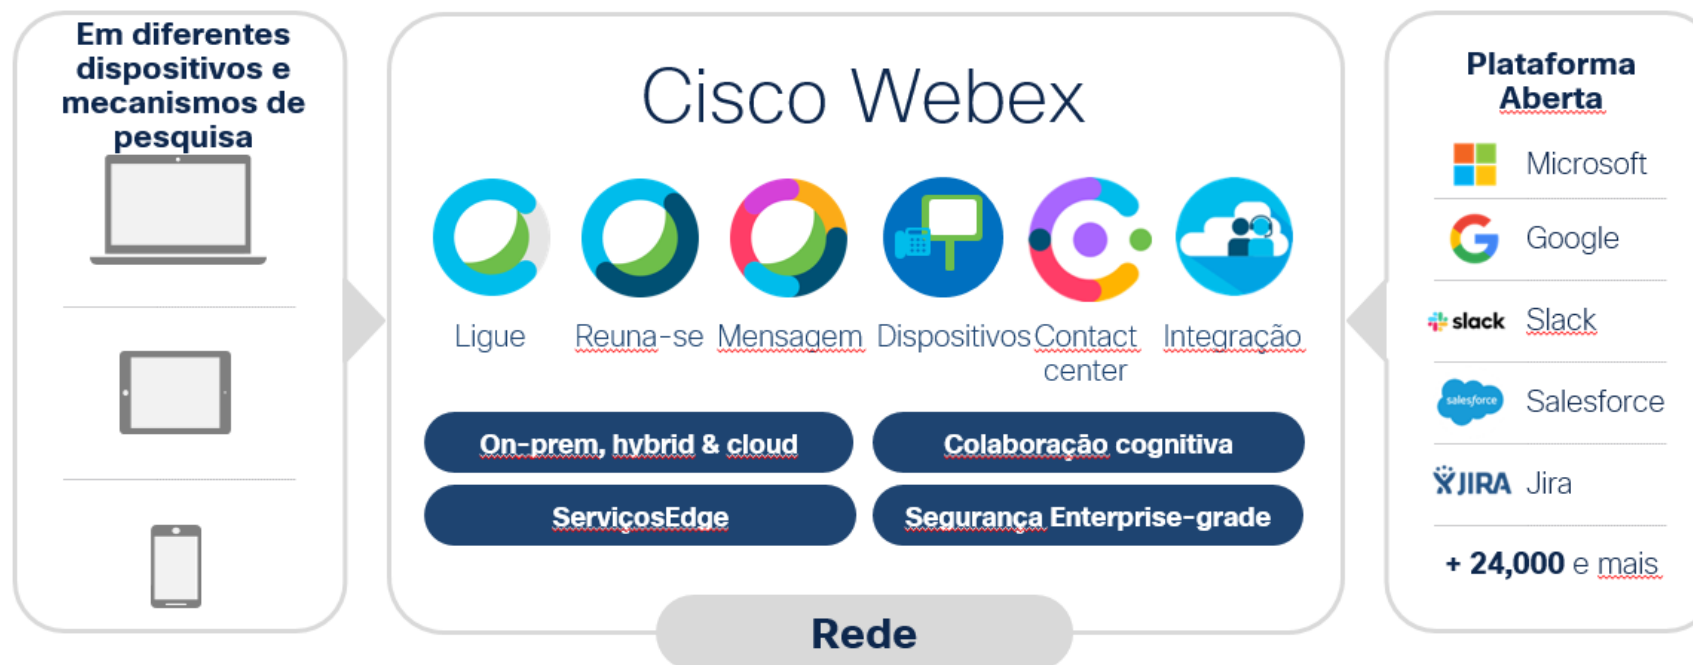 Em diferentes
dispositivos e
mecanismos de
pesquisa
Cisco Webex
Ligue
Reuna-se
Mensagem
Dispositivos
Contact
center
Integração
On-prem, hybrid & cloud
Colaboração cognitiva
ServiçosEdge
Segurança Enterprise-grade
Rede
Plataforma
Aberta
Microsoft
Google
slack Slack
salesforce Salesforce
JIRA Jira
+ 24,000 e mais